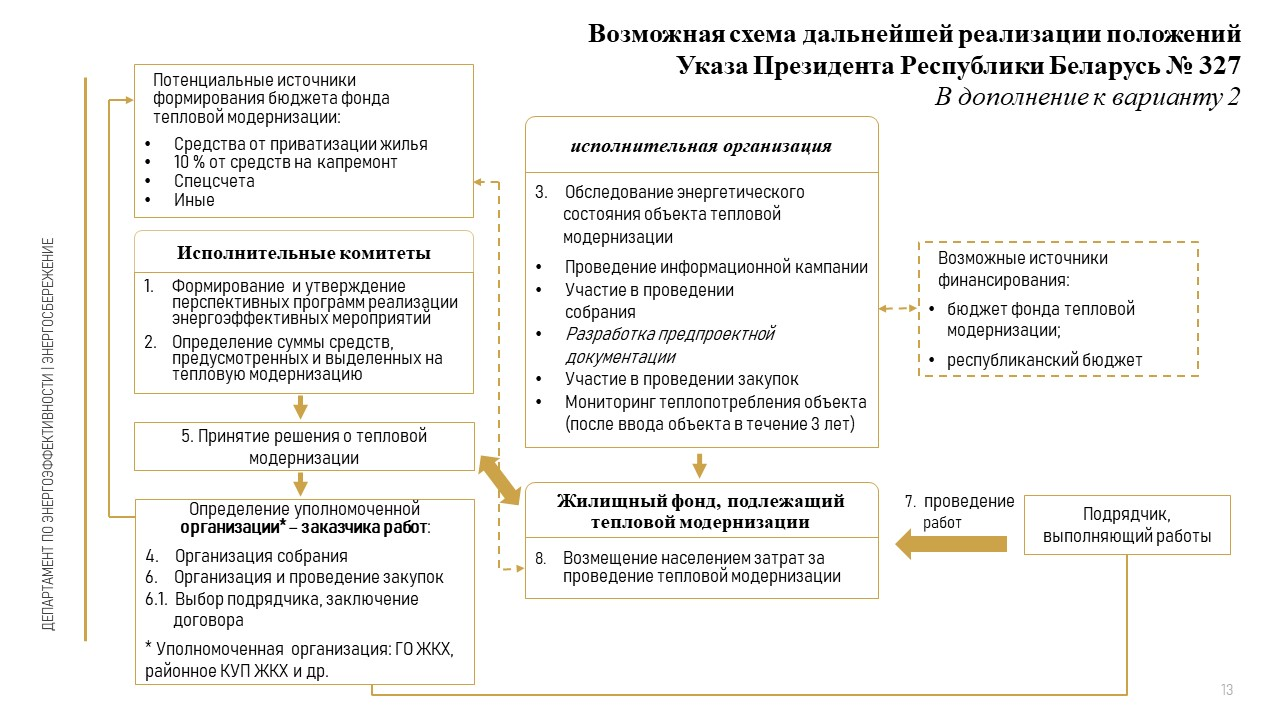 Возможная схема дальнейшей реализации положений
Указа Президента Республики Беларусь № 327
В дополнение к варианту 2
ДЕПАРТАМЕНТ ПО ЭНЕРГОЭФФЕКТИВНОСТИ | ЭНЕРГОСБЕРЕЖЕНИЕ
Потенциальные источники
формирования бюджета фонда
тепловой модернизации:
• Средства от приватизации жилья
• 10 % от средств на капремонт
• Спецсчета
• Иные
Исполнительные комитеты
1. Формирование и утверждение
перспективных программ реализации
энергоэффективных мероприятий
2. Определение суммы средств,
предусмотренных и выделенных на
тепловую модернизацию
5. Принятие решения о тепловой
модернизации
Определение уполномоченной
организации* – заказчика работ:
4. Организация собрания
6. Организация и проведение закупок
6.1. Выбор подрядчика, заключение
договора
* Уполномоченная организация: ГО ЖКХ,
районное КУП ЖКХ и др.
исполнительная организация
3. Обследование энергетического
состояния объекта тепловой
модернизации
• Проведение информационной кампании
• Участие в проведении
собрания
• Разработка предпроектной
документации
• Участие в проведении закупок
• Мониторинг теплопотребления объекта
(после ввода объекта в течение 3 лет)
Жилищный фонд, подлежащий
тепловой модернизации
8. Возмещение населением затрат за
проведение тепловой модернизации
Возможные источники
финансирования:
• бюджет фонда тепловой
модернизации;
• республиканский бюджет
7. проведение
работ
Подрядчик,
выполняющий работы
13